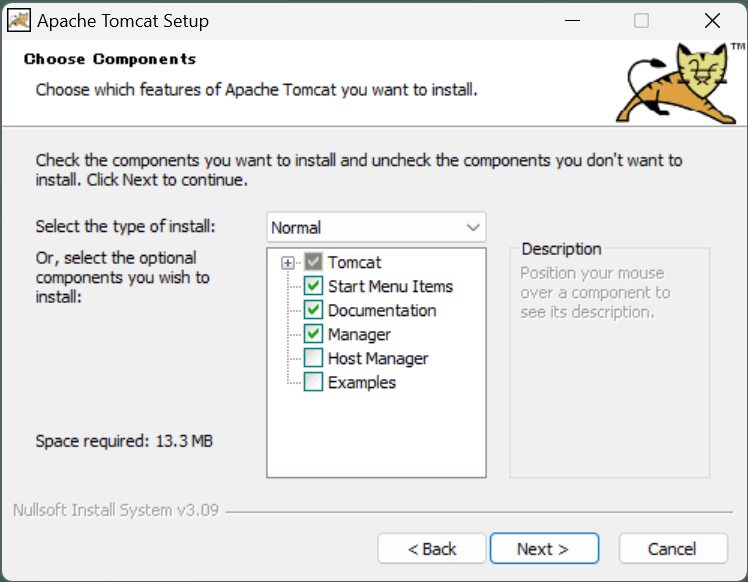 Apache Tomcat Setup
Choose Components
TM
Choose which features of Apache Tomcat you want to install.
Check the components you want to install and uncheck the components you don't want to
install. Click Next to continue.
Select the type of install:
Normal
Or, select the optional
components you wish to
install:
Tomcat
Start Menu Items
Documentation
Manager
Host Manager
Examples
Description
Position your mouse
over a component to
see its description.
Space required: 13.3 MB
Nullsoft Install System v3.09
< Back
Next >
Cancel